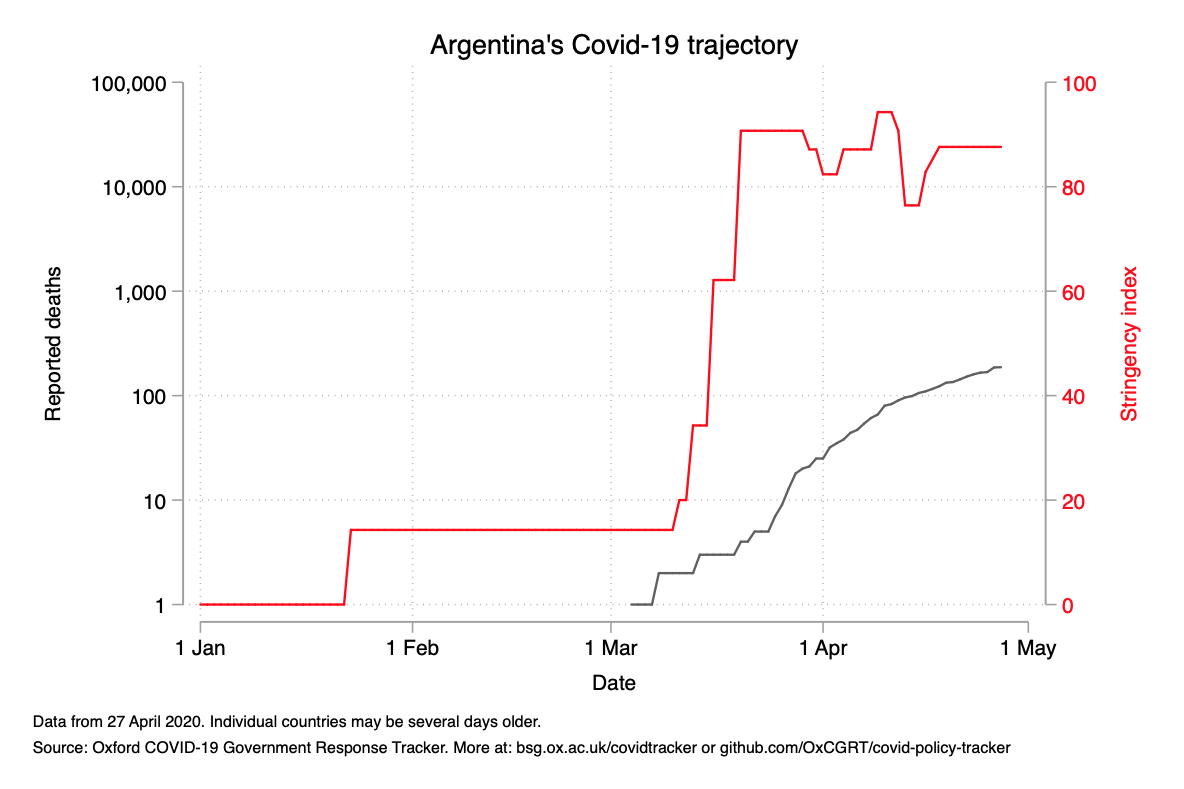 Argentina's Covid-19 trajectory
100,000
10,000
1,000
100
10
1
Reported deaths
100
80
60
40
20
0
Stringency index
1 Jan
1 Feb
1 Mar
1 Apr
1 May
Date
Data from 27 April 2020. Individual countries may be several days older.
Source: Oxford COVID-19 Government Response Tracker. More at: bsg.ox.ac.uk/covidtracker or github.com/OxCGRT/covid-policy-tracker